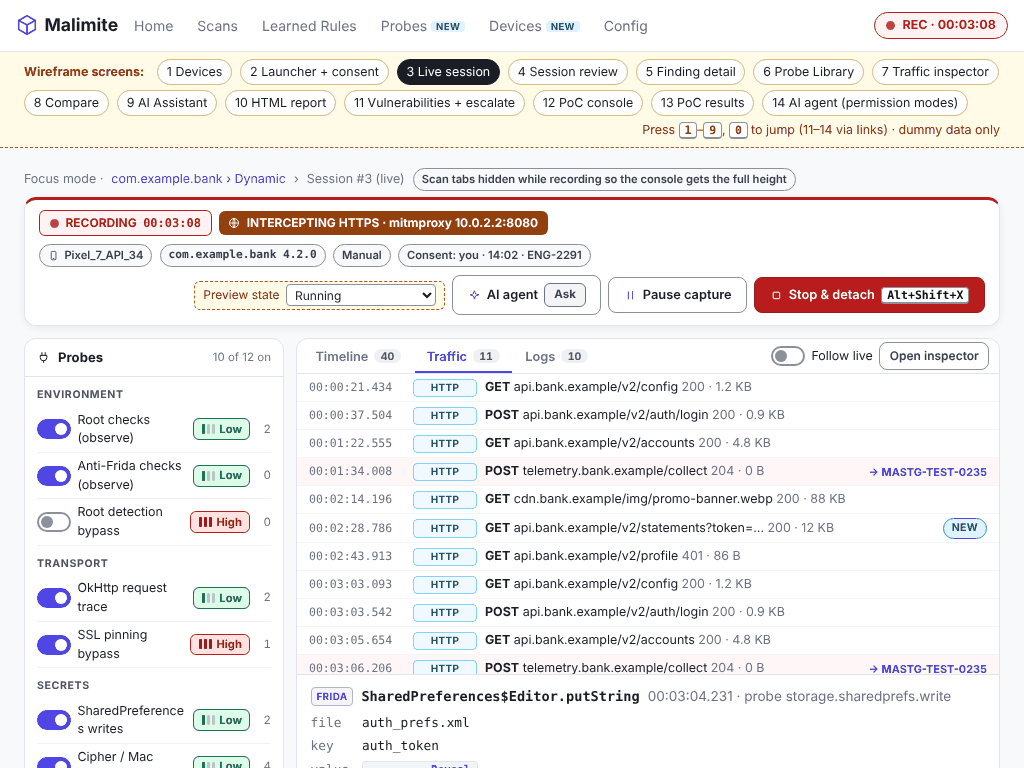 Malimite Home Scans Learned Rules Probes NEW Devices NEW Config REC · 00:03:08
Wireframe screens: 1 Devices 2 Launcher + consent 3 Live session 4 Session review 5 Finding detail 6 Probe Library 7 Traffic inspector
8 Compare 9 AI Assistant 10 HTML report 11 Vulnerabilities + escalate 12 PoC console 13 PoC results 14 AI agent (permission modes)
Press 1–9, 0 to jump (11–14 via links) · dummy data only
Focus mode · com.example.bank › Dynamic › Session #3 (live) Scan tabs hidden while recording so the console gets the full height
RECORDING 00:03:08 INTERCEPTING HTTPS · mitmproxy 10.0.2.2:8080
Pixel_7_API_34 com.example.bank 4.2.0 Manual Consent: you · 14:02 · ENG-2291
Preview state Running AI agent Ask Pause capture Stop & detach Alt+Shift+X
Probes 10 of 12 on
ENVIRONMENT
Root checks
(observe) Low 2
Anti-Frida checks
(observe) Low 0
Root detection
bypass High 0
TRANSPORT
OkHttp request
trace Low 2
SSL pinning
bypass High 1
SECRETS
SharedPreference
s writes Low 2
Cipher / Mac
Low 4
Timeline 40 Traffic 11 Logs 10 Follow live Open inspector
00:00:21.434 HTTP GET api.bank.example/v2/config 200 · 1.2 KB
00:00:37.504 HTTP POST api.bank.example/v2/auth/login 200 · 0.9 KB
00:01:22.555 HTTP GET api.bank.example/v2/accounts 200 · 4.8 KB
00:01:34.008 HTTP POST telemetry.bank.example/collect 204 · 0 B → MASTG-TEST-0235
00:02:14.196 HTTP GET cdn.bank.example/img/promo-banner.webp 200 · 88 KB
00:02:28.786 HTTP GET api.bank.example/v2/statements?token=… 200 · 12 KB NEW
00:02:43.913 HTTP GET api.bank.example/v2/profile 401 · 86 B
00:03:03.093 HTTP GET api.bank.example/v2/config 200 · 1.2 KB
00:03:03.542 HTTP POST api.bank.example/v2/auth/login 200 · 0.9 KB
00:03:05.654 HTTP GET api.bank.example/v2/accounts 200 · 4.8 KB
00:03:06.206 HTTP POST telemetry.bank.example/collect 204 · 0 B → MASTG-TEST-0235
FRIDA SharedPreferences$Editor.putString 00:03:04.231 · probe storage.sharedprefs.write
file auth_prefs.xml
key auth_token
value Reveal